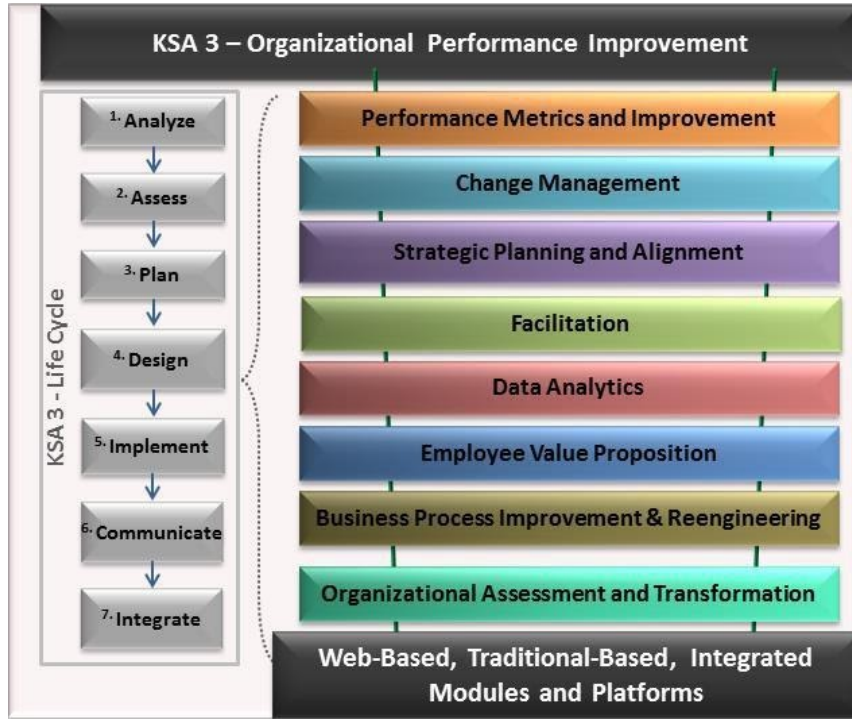 KSA 3 – Organizational Performance Improvement
KSA 3 - Life Cycle
1. Analyze
2. Assess
3. Plan
4. Design
5. Implement
6. Communicate
7. Integrate
Performance Metrics and Improvement
Change Management
Strategic Planning and Alignment
Facilitation
Data Analytics
Employee Value Proposition
Business Process Improvement & Reengineering
Organizational Assessment and Transformation
Web-Based, Traditional-Based, Integrated
Modules and Platforms